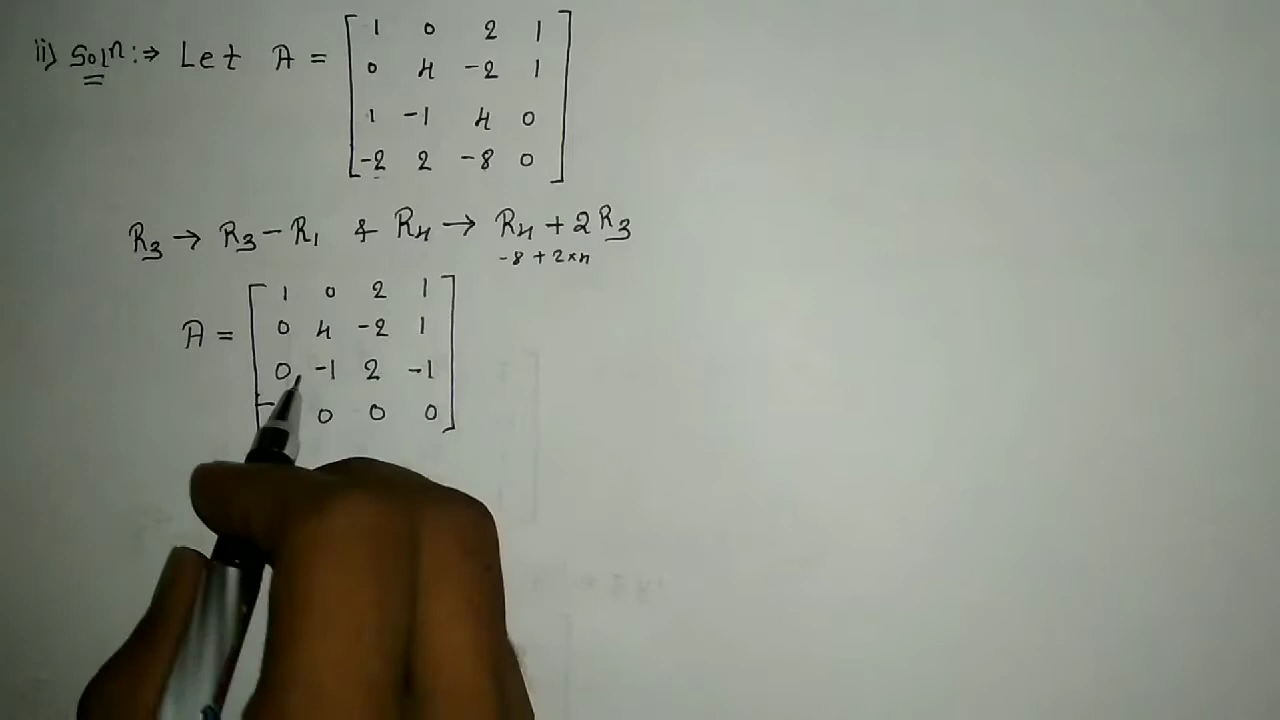 ii) Solⁿ :⇒ Let A = [ 1 0 2 1
0 4 -2 1
1 -1 4 0
-2 2 -8 0 ]
R₃ → R₃ - R₁ & R₄ → R₄ + 2R₃
-8 + 2×4
A = [ 1 0 2 1
0 4 -2 1
0 -1 2 -1
0 0 0 ]